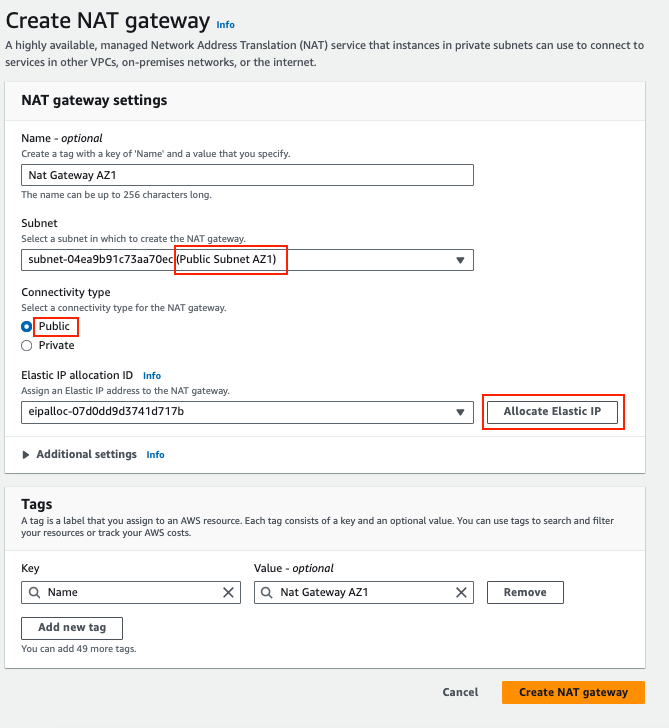 Create NAT gateway Info
A highly available, managed Network Address Translation (NAT) service that instances in private subnets can use to connect to
services in other VPCs, on-premises networks, or the internet.
NAT gateway settings
Name - optional
Create a tag with a key of 'Name' and a value that you specify.
Nat Gateway AZ1
The name can be up to 256 characters long.
Subnet
Select a subnet in which to create the NAT gateway.
subnet-04ea9b91c73aa70ec (Public Subnet AZ1)
Connectivity type
Select a connectivity type for the NAT gateway.
Public
Private
Elastic IP allocation ID Info
Assign an Elastic IP address to the NAT gateway.
eipalloc-07d0dd9d3741d717b Allocate Elastic IP
Additional settings Info
Tags
A tag is a label that you assign to an AWS resource. Each tag consists of a key and an optional value. You can use tags to search and filter
your resources or track your AWS costs.
Key Value - optional
Name Nat Gateway AZ1 Remove
Add new tag
You can add 49 more tags.
Cancel Create NAT gateway